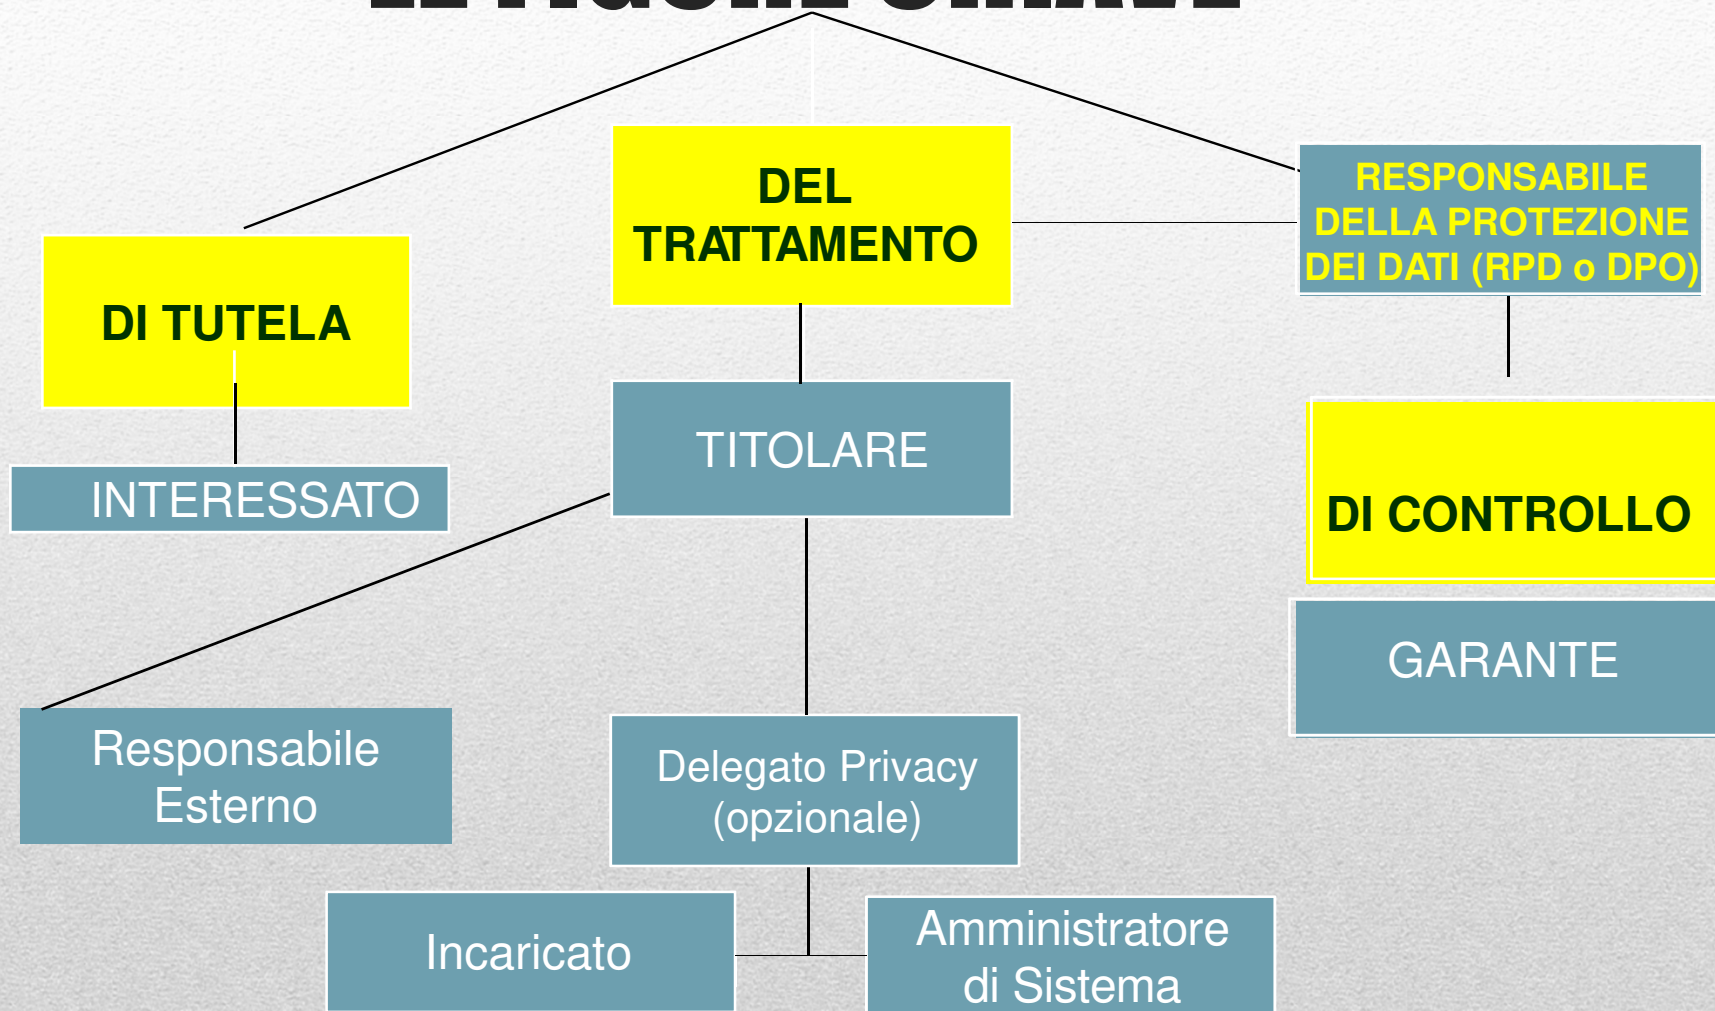 DI TUTELA
INTERESSATO
DEL
TRATTAMENTO
TITOLARE
RESPONSABILE
DELLA PROTEZIONE
DEI DATI (RPD o DPO)
DI CONTROLLO
GARANTE
Responsabile
Esterno
Delegato Privacy
(opzionale)
Incaricato
Amministratore
di Sistema